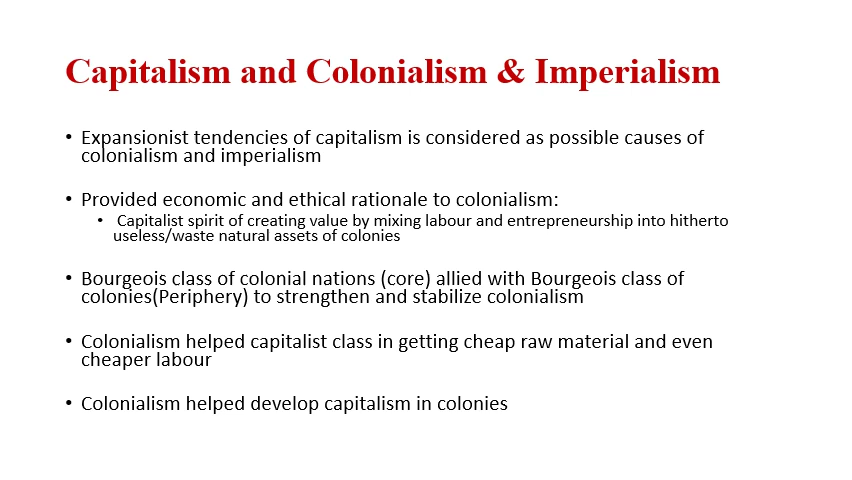 Capitalism and Colonialism & Imperialism
• Expansionist tendencies of capitalism is considered as possible causes of
colonialism and imperialism
• Provided economic and ethical rationale to colonialism:
• Capitalist spirit of creating value by mixing labour and entrepreneurship into hitherto
useless/waste natural assets of colonies
• Bourgeois class of colonial nations (core) allied with Bourgeois class of
colonies(Periphery) to strengthen and stabilize colonialism
• Colonialism helped capitalist class in getting cheap raw material and even
cheaper labour
• Colonialism helped develop capitalism in colonies